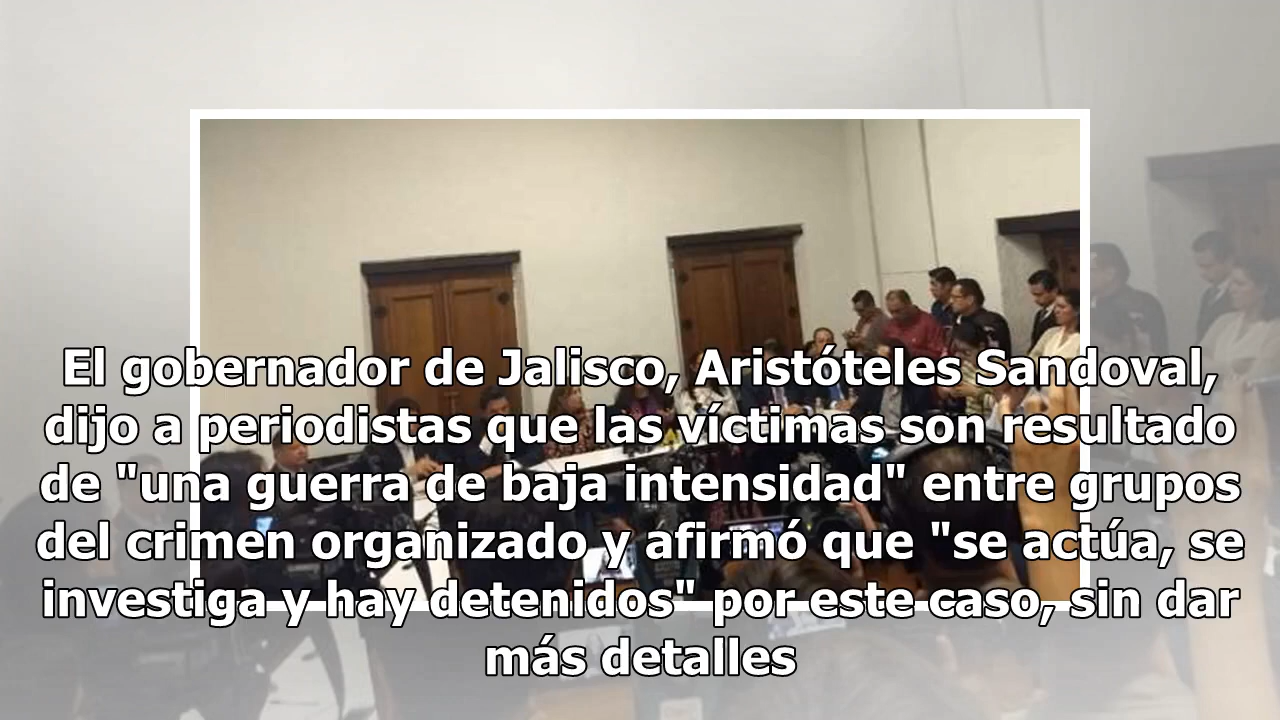 El gobernador de Jalisco, Aristóteles Sandoval,
dijo a periodistas que las víctimas son resultado
de "una guerra de baja intensidad" entre grupos
del crimen organizado y afirmó que "se actúa, se
investiga y hay detenidos" por este caso, sin dar
más detalles